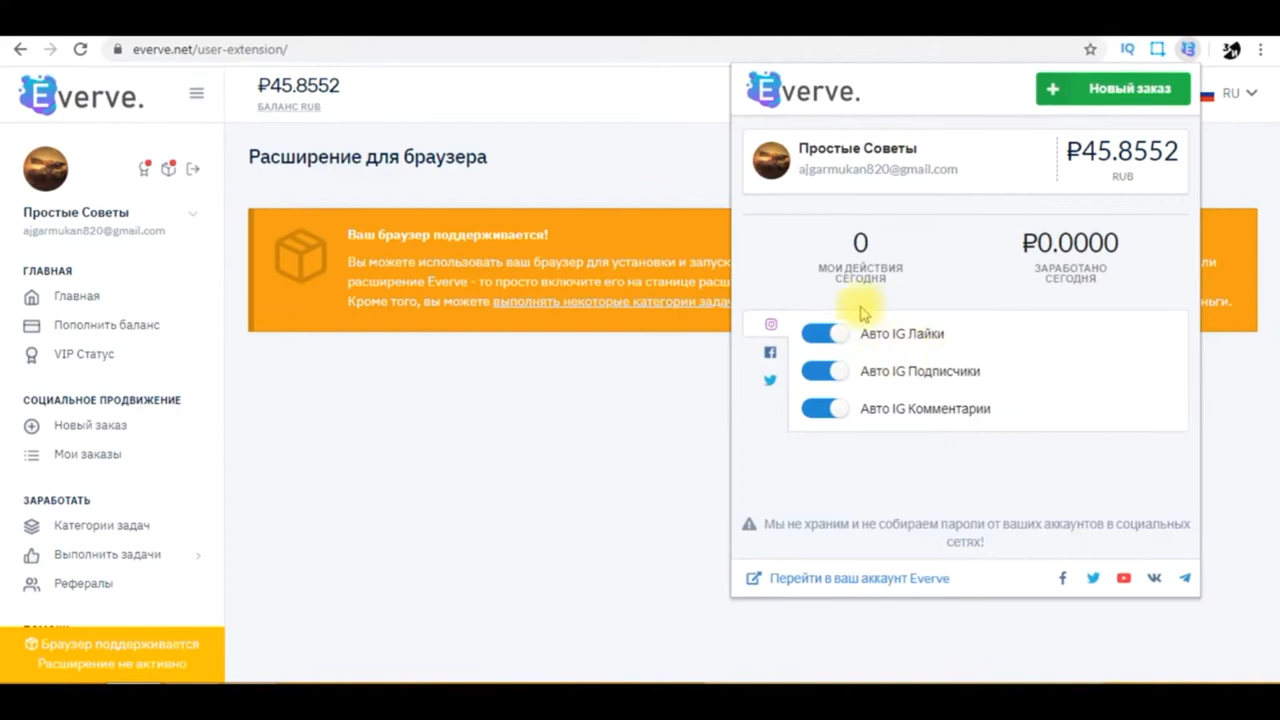 everve.net/user-extension/
IQ
Everve.
₽45.8552
БАЛАНС RUB
Everve.
Новый заказ
RU
Простые Советы
ajgarmukan820@gmail.com
₽45.8552
RUB
Расширение для браузера
Простые Советы
ajgarmukan820@gmail.com
ГЛАВНАЯ
Главная
Пополнить баланс
VIP Статус
СОЦИАЛЬНОЕ ПРОДВИЖЕНИЕ
Новый заказ
Мои заказы
ЗАРАБОТАТЬ
Категории задач
Выполнить задачи
Рефералы
Браузер поддерживается
Расширение не активно
Ваш браузер поддерживается!
Вы можете использовать ваш браузер для установки и запус
расширение Everve - то просто включите его на станице рас
Кроме того, вы можете выполнять некоторые категории зада
0
МОИ ДЕЙСТВИЯ
СЕГОДНЯ
₽0.0000
ЗАРАБОТАНО
СЕГОДНЯ
Авто IG Лайки
Авто IG Подписчики
Авто IG Комментарии
Мы не храним и не собираем пароли от ваших аккаунтов в социальных
сетях!
Перейти в ваш аккаунт Everve